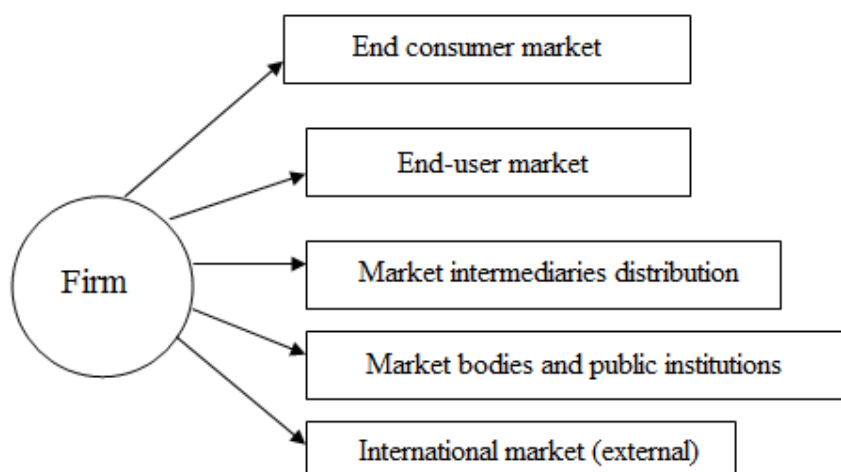 End consumer market
End-user market
Firm
Market intermediaries distribution
Market bodies and public institutions
International market (external)